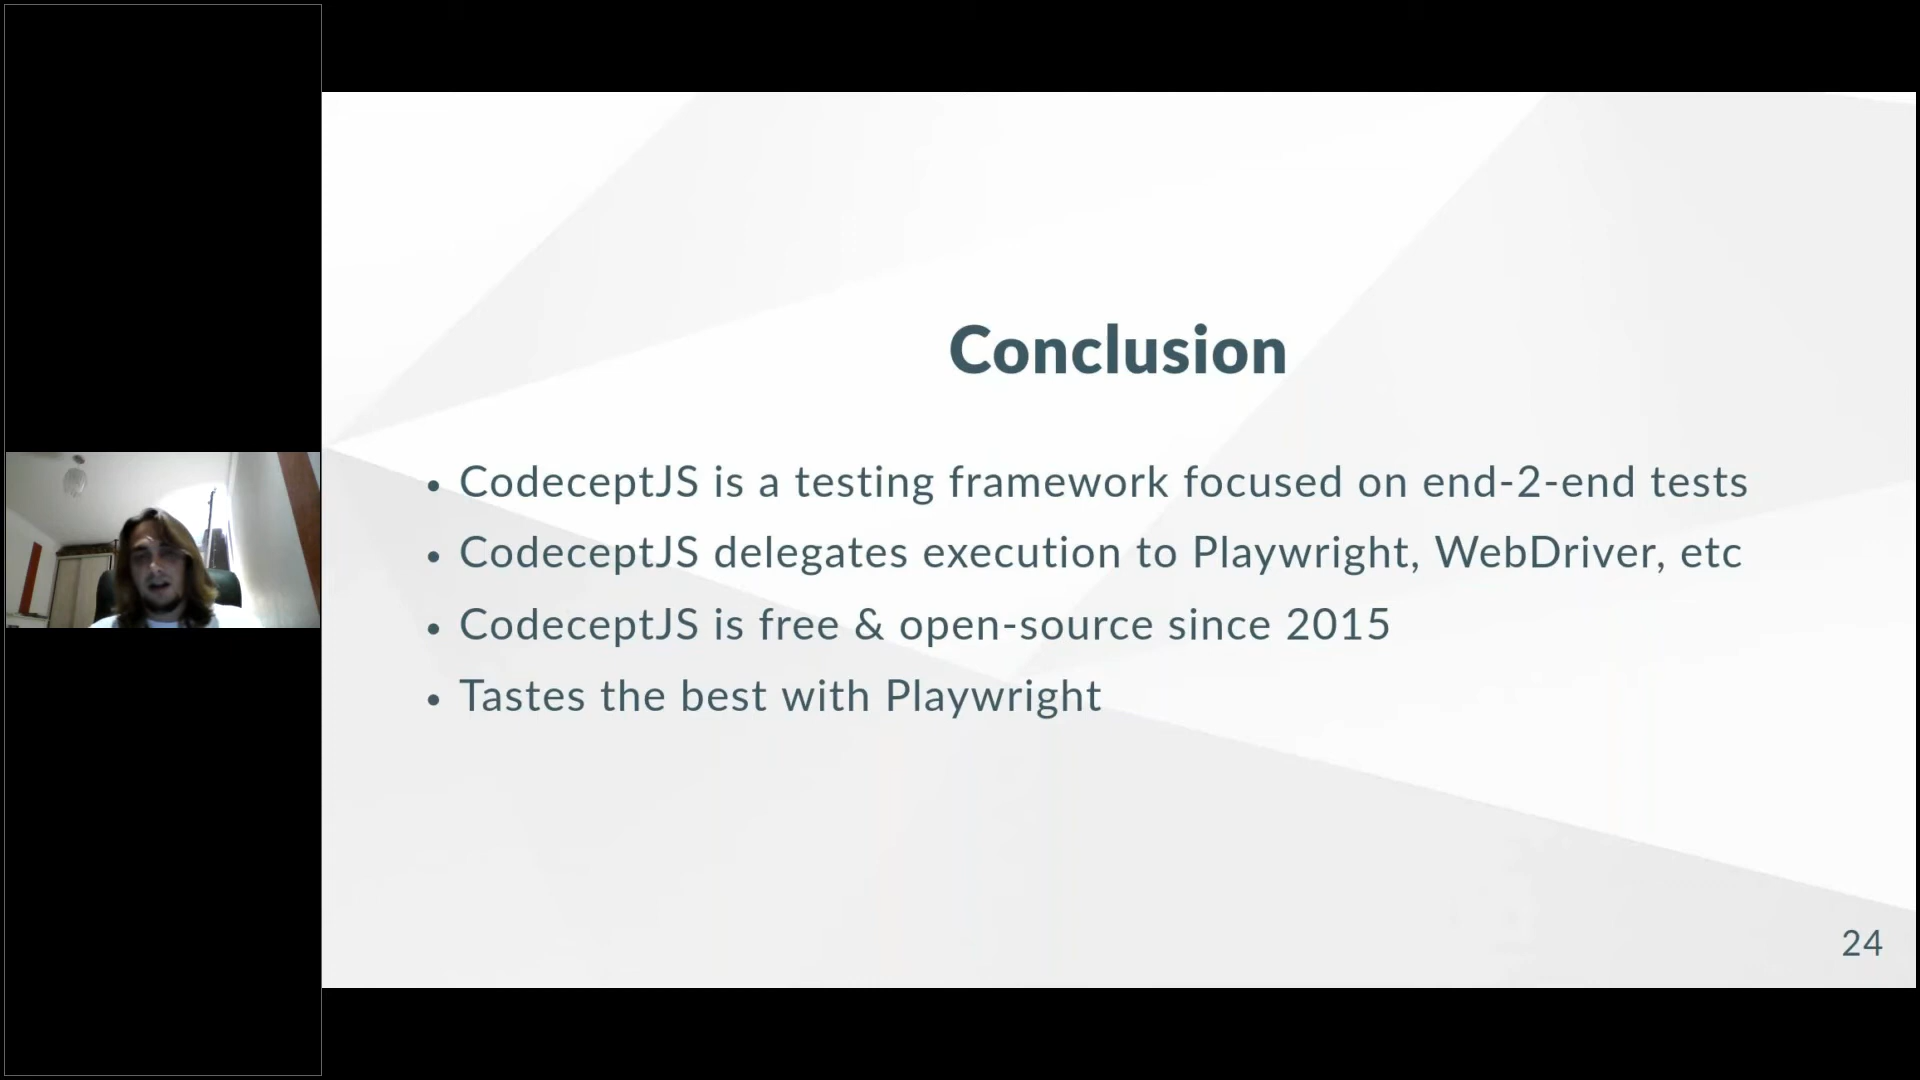 Conclusion
• CodeceptJS is a testing framework focused on end-2-end tests
• CodeceptJS delegates execution to Playwright, WebDriver, etc
• CodeceptJS is free & open-source since 2015
• Tastes the best with Playwright
24